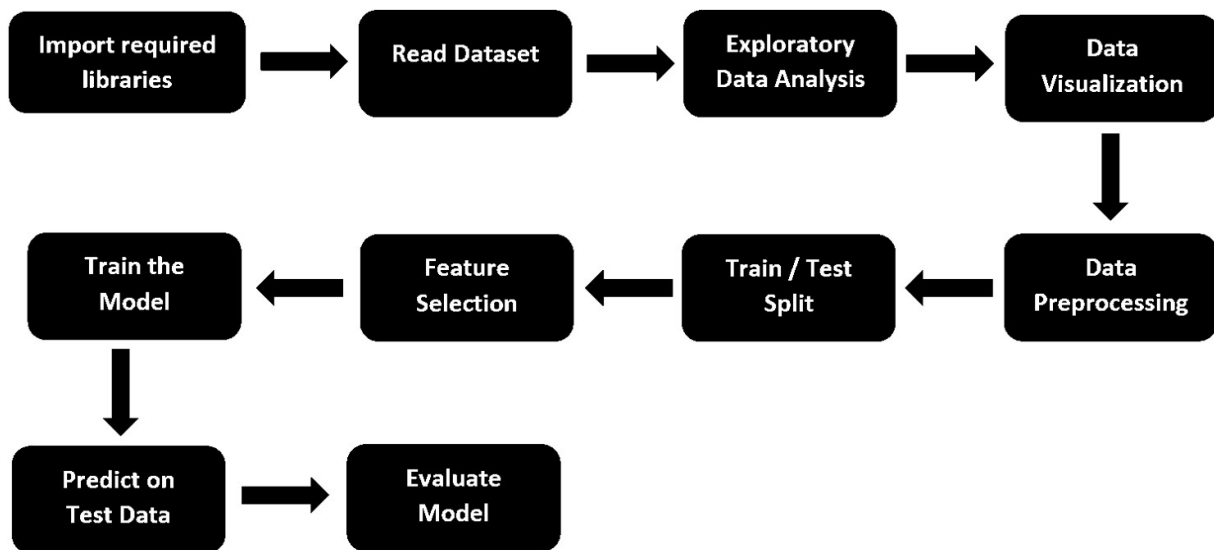 Import required
libraries
Read Dataset
Exploratory
Data Analysis
Data
Visualization
Data
Preprocessing
Train / Test
Split
Feature
Selection
Train the
Model
Predict on
Test Data
Evaluate
Model